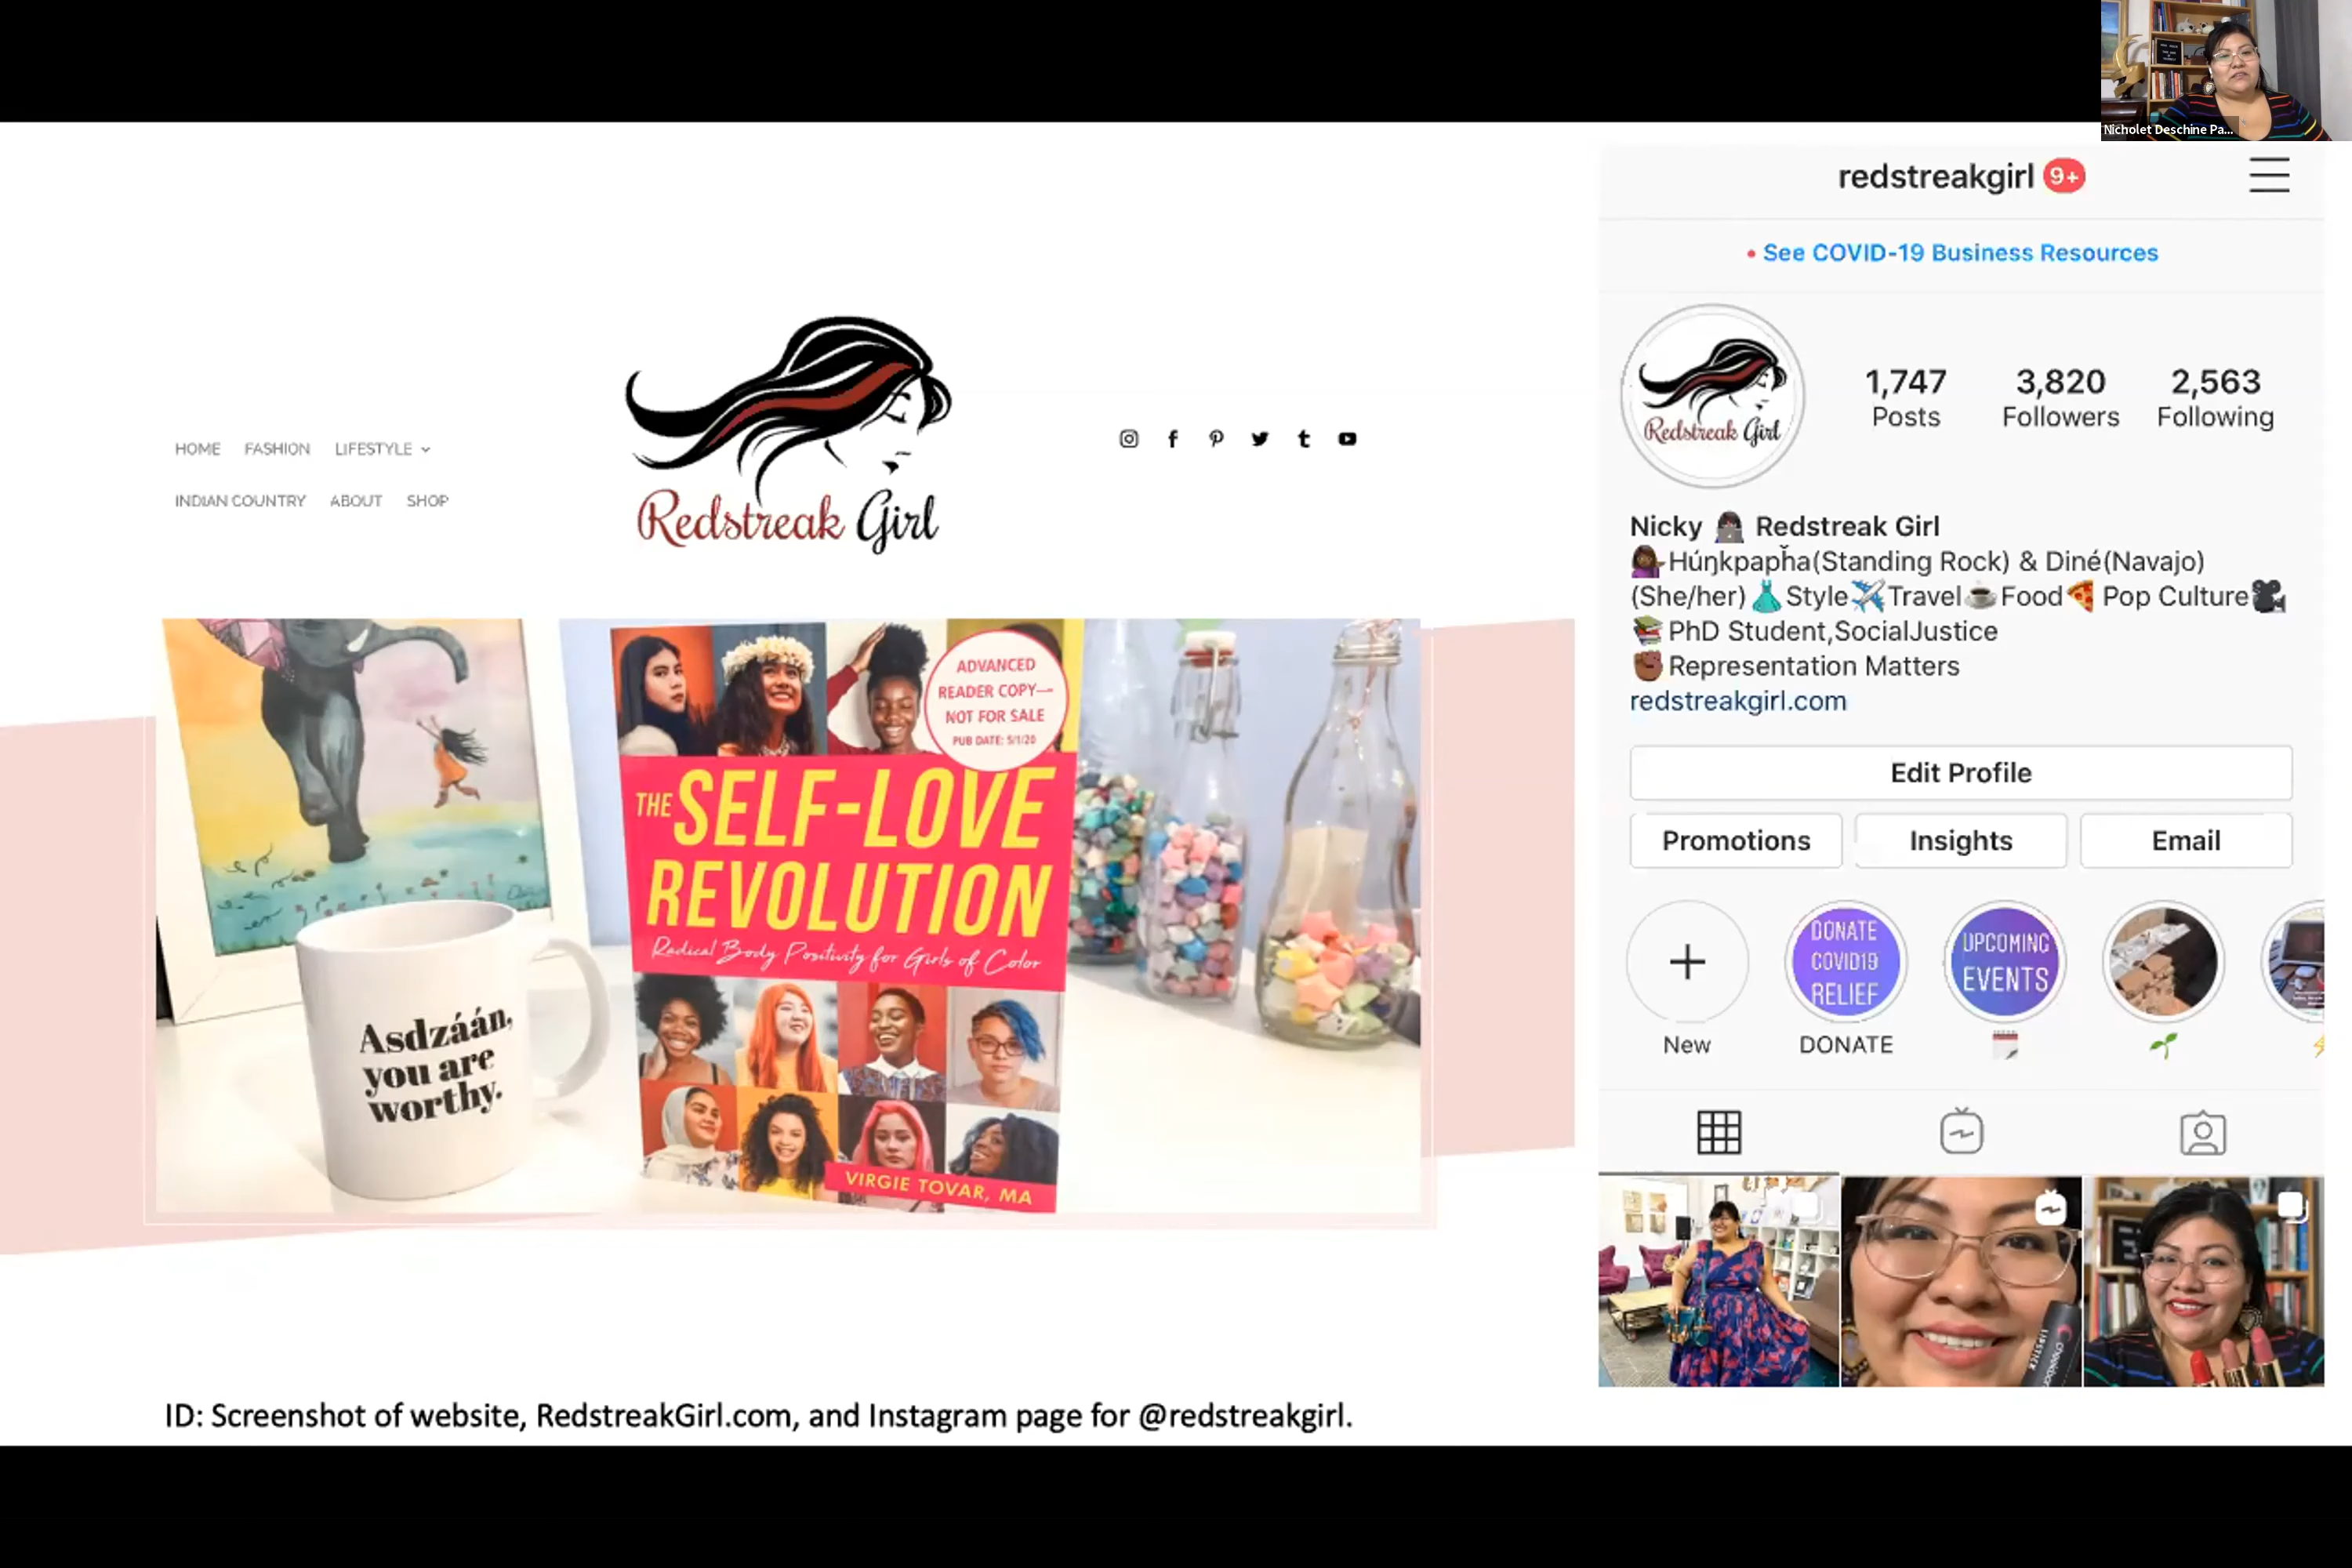 Nicholet Deschine Pa...
HOME FASHION LIFESTYLE
INDIAN COUNTRY ABOUT SHOP
Redstreak Girl
ADVANCED
READER COPY—
NOT FOR SALE
PUB DATE: 5/1/20
THE SELF-LOVE
REVOLUTION
Radical Body Positivity for Girls of Color
VIRGIE TOVAR, MA
Asdzáán,
you are
worthy.
redstreakgirl 9+
• See COVID-19 Business Resources
Redstreak Girl
1,747 3,820 2,563
Posts Followers Following
Nicky 👩🏿‍💻 Redstreak Girl
💁🏾‍♀️Húŋkpapȟa(Standing Rock) & Diné(Navajo)
(She/her)👗Style✈️Travel☕Food🍕 Pop Culture🎥
📚 PhD Student,SocialJustice
✊🏾Representation Matters
redstreakgirl.com
Edit Profile
Promotions Insights Email
DONATE
COVID19
RELIEF
UPCOMING
EVENTS
New DONATE
LIPSTICK
ID: Screenshot of website, RedstreakGirl.com, and Instagram page for @redstreakgirl.